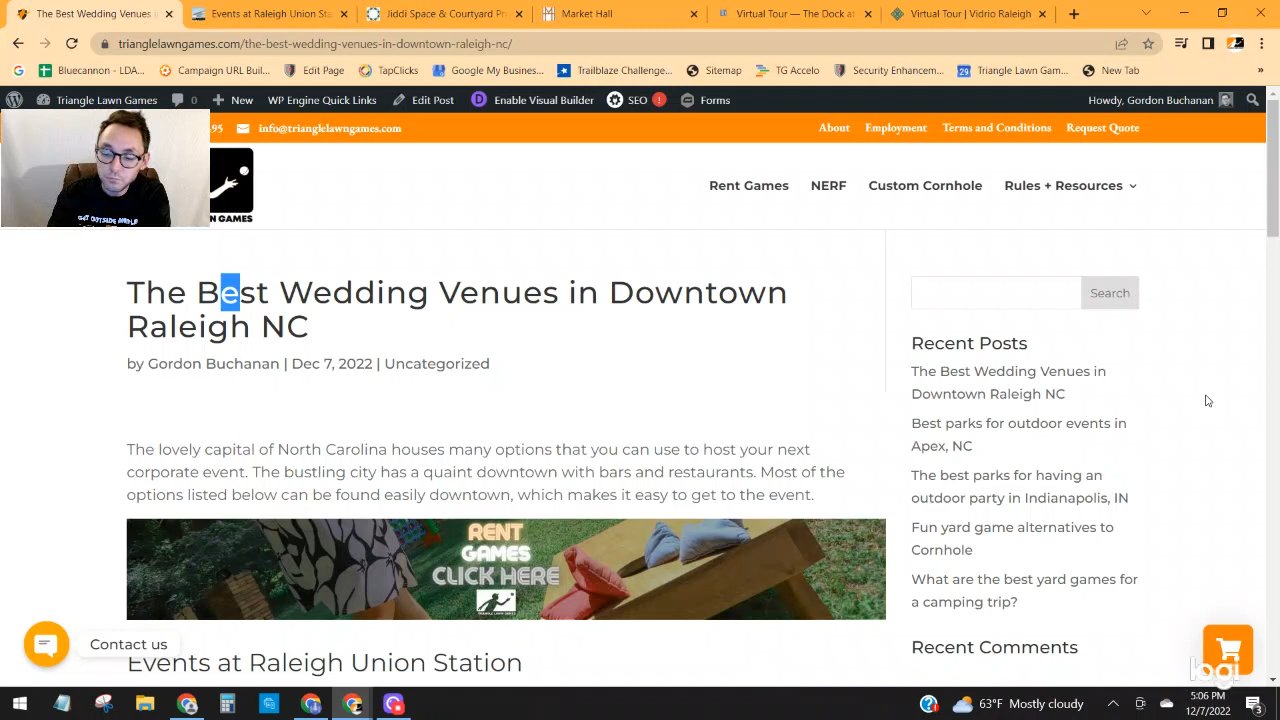 The Best Wedding Venues in
Events at Raleigh Union Sta
Jiddi Space & Courtyard Pr
Market Hall
Virtual Tour — The Dock at
Virtual Tour | Vidrio Raleigh
trianglelawngames.com/the-best-wedding-venues-in-downtown-raleigh-nc/
Bluecannon - LDA...
Campaign URL Buil...
Edit Page
TapClicks
Google My Busines...
Trailblaze Challenge...
Sitemap
TG Accelo
Security Enhancem...
Triangle Lawn Gam...
New Tab
Triangle Lawn Games
0
New
WP Engine Quick Links
Edit Post
Enable Visual Builder
SEO
Forms
Howdy, Gordon Buchanan
95
info@trianglelawngames.com
About
Employment
Terms and Conditions
Request Quote
N GAMES
Rent Games
NERF
Custom Cornhole
Rules + Resources
The Best Wedding Venues in Downtown
Raleigh NC
by Gordon Buchanan | Dec 7, 2022 | Uncategorized
The lovely capital of North Carolina houses many options that you can use to host your next
corporate event. The bustling city has a quaint downtown with bars and restaurants. Most of the
options listed below can be found easily downtown, which makes it easy to get to the event.
RENT
GAMES
CLICK HERE
Events at Raleigh Union Station
Search
Recent Posts
The Best Wedding Venues in
Downtown Raleigh NC
Best parks for outdoor events in
Apex, NC
The best parks for having an
outdoor party in Indianapolis, IN
Fun yard game alternatives to
Cornhole
What are the best yard games for
a camping trip?
Recent Comments
Contact us
logi
63°F Mostly cloudy
5:06 PM
12/7/2022
3